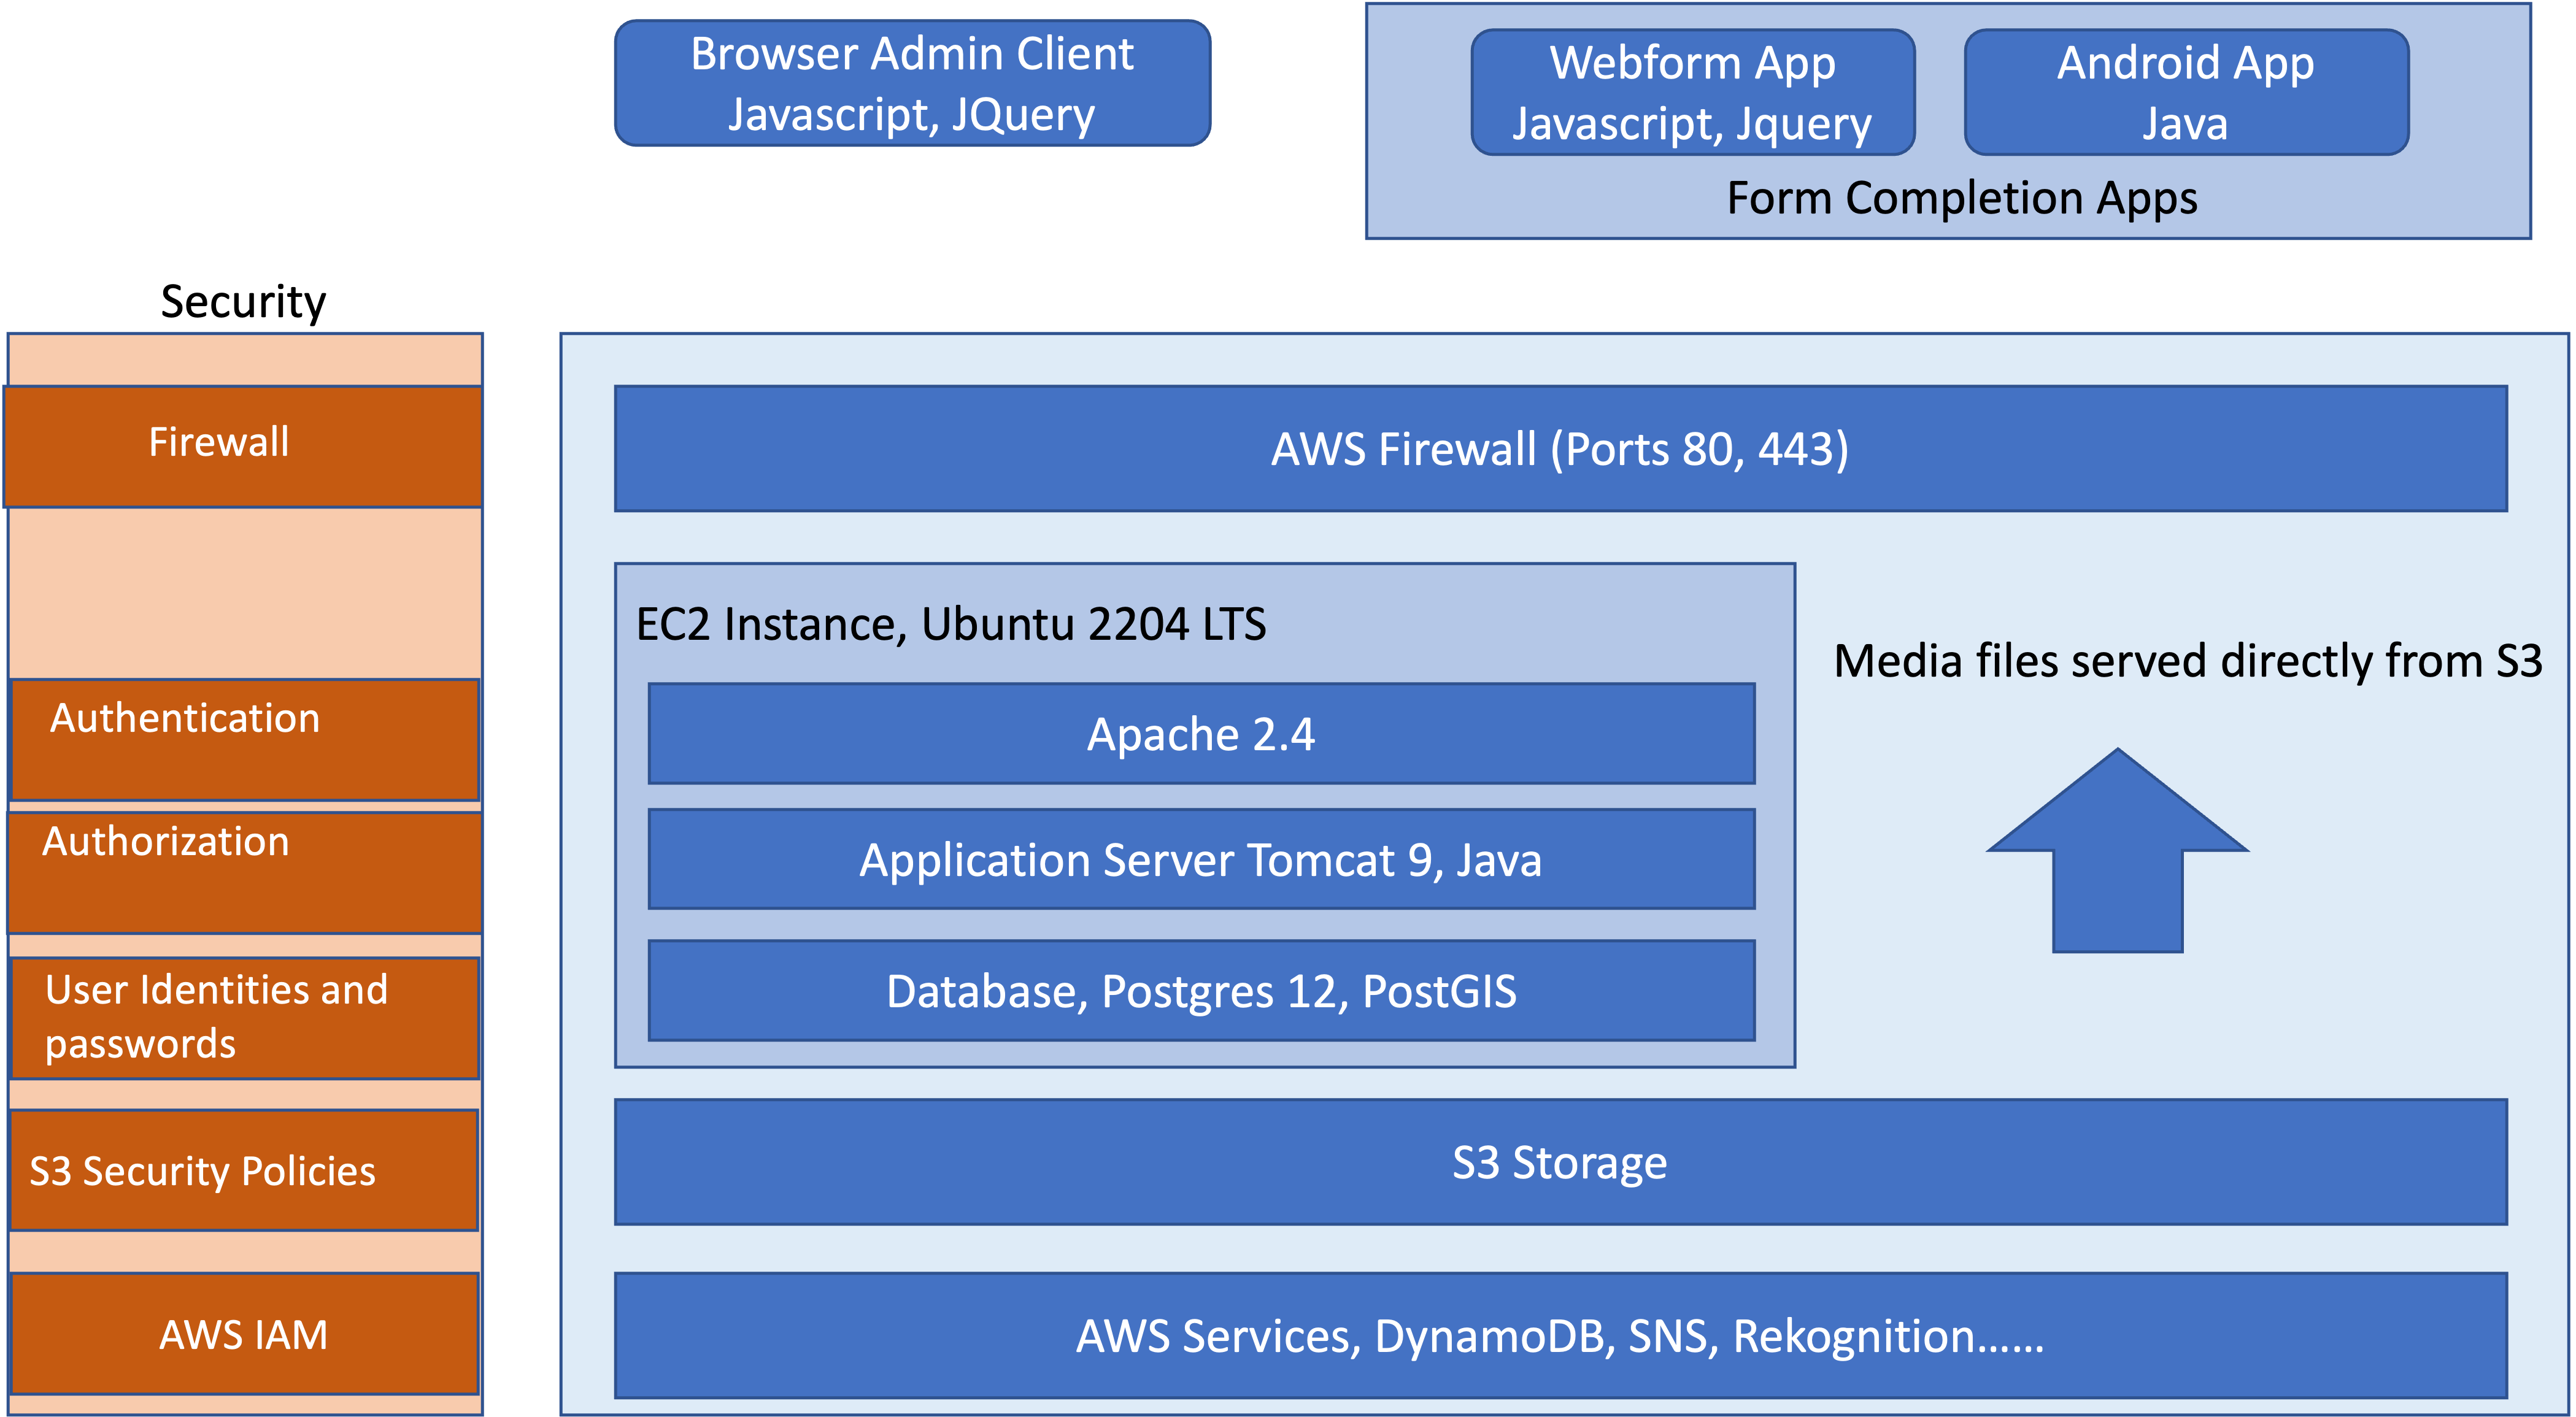 Browser Admin Client
Javascript, JQuery
Webform App
Javascript, Jquery
Android App
Java
Form Completion Apps
Security
Firewall
AWS Firewall (Ports 80, 443)
EC2 Instance, Ubuntu 2204 LTS
Media files served directly from S3
Authentication
Apache 2.4
Authorization
Application Server Tomcat 9, Java
User Identities and
passwords
Database, Postgres 12, PostGIS
S3 Security Policies
S3 Storage
AWS IAM
AWS Services, DynamoDB, SNS, Rekognition......